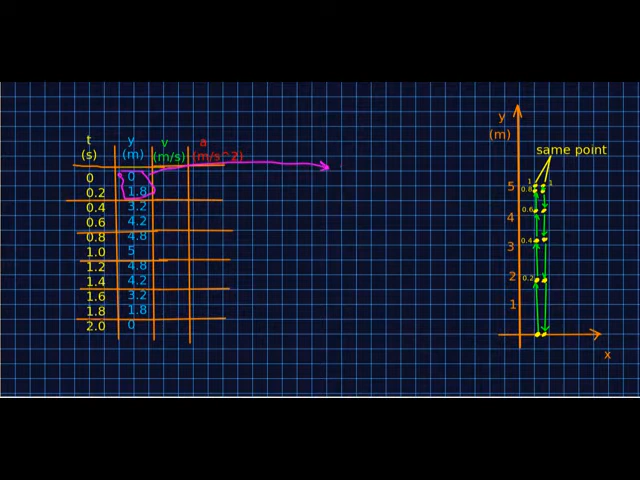 t y v a
(s) (m) (m/s) (m/s^2)
0 0
0.2 1.8
0.4 3.2
0.6 4.2
0.8 4.8
1.0 5
1.2 4.8
1.4 4.2
1.6 3.2
1.8 1.8
2.0 0
y
(m)
same point
1 1
5 0.8
4 0.6
3 0.4
2 0.2
1
x